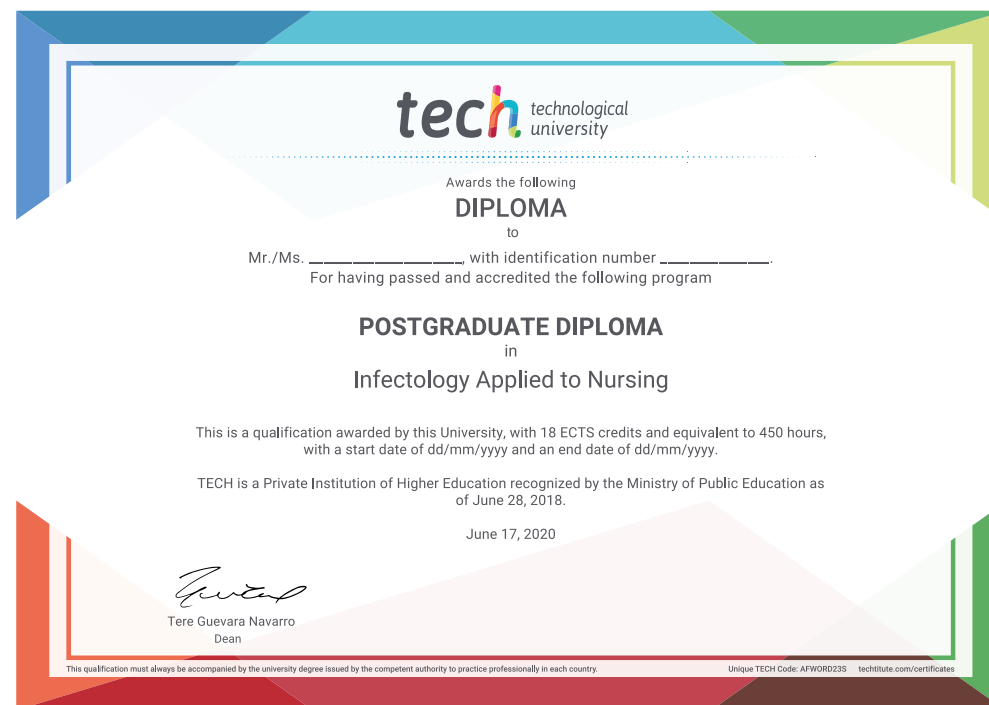 tech technological
university
Awards the following
DIPLOMA
to
Mr./Ms. ____________________, with identification number ______________.
For having passed and accredited the following program
POSTGRADUATE DIPLOMA
in
Infectology Applied to Nursing
This is a qualification awarded by this University, with 18 ECTS credits and equivalent to 450 hours,
with a start date of dd/mm/yyyy and an end date of dd/mm/yyyy.
TECH is a Private Institution of Higher Education recognized by the Ministry of Public Education as
of June 28, 2018.
June 17, 2020
Tere Guevara Navarro
Dean
This qualification must always be accompanied by the university degree issued by the competent authority to practice professionally in each country.
Unique TECH Code: AFWORD23S techtitute.com/certificates